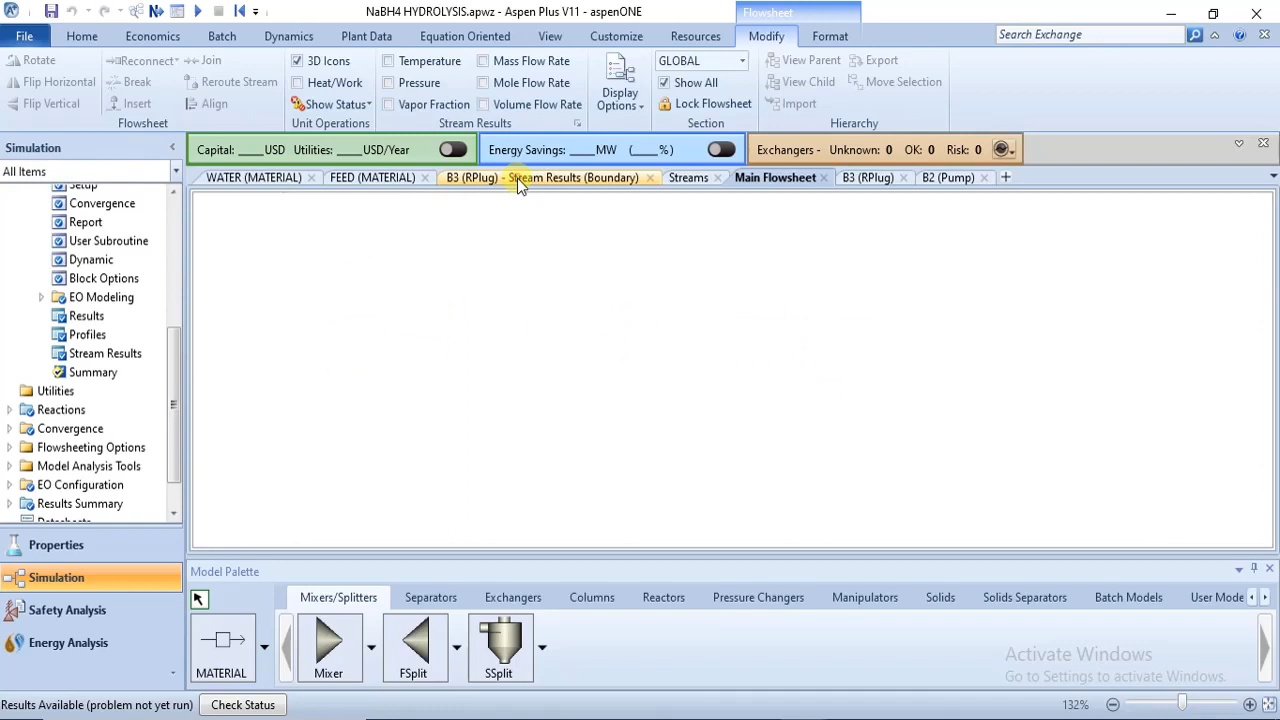 NaBH4 HYDROLYSIS.apwz - Aspen Plus V11 - aspenONE
Flowsheet
File Home Economics Batch Dynamics Plant Data Equation Oriented View Customize Resources Modify Format Search Exchange
Rotate Reconnect Join 3D Icons Temperature Mass Flow Rate GLOBAL View Parent Export
Flip Horizontal Break Reroute Stream Heat/Work Pressure Mole Flow Rate Show All View Child Move Selection
Flip Vertical Insert Align Show Status Vapor Fraction Volume Flow Rate Display Options Lock Flowsheet Import
Flowsheet Unit Operations Stream Results Section Hierarchy
Simulation Capital: ____USD Utilities: ____USD/Year Energy Savings: ____MW (____%) Exchangers - Unknown: 0 OK: 0 Risk: 0
All Items WATER (MATERIAL) FEED (MATERIAL) B3 (RPlug) - Stream Results (Boundary) Streams Main Flowsheet B3 (RPlug) B2 (Pump)
Setup
Convergence
Report
User Subroutine
Dynamic
Block Options
EO Modeling
Results
Profiles
Stream Results
Summary
Utilities
Reactions
Convergence
Flowsheeting Options
Model Analysis Tools
EO Configuration
Results Summary
Datasheets
Properties
Simulation
Safety Analysis
Energy Analysis
Model Palette
Mixers/Splitters Separators Exchangers Columns Reactors Pressure Changers Manipulators Solids Solids Separators Batch Models User Mode
MATERIAL Mixer FSplit SSplit
Activate Windows
Go to Settings to activate Windows.
Results Available (problem not yet run) Check Status 132%